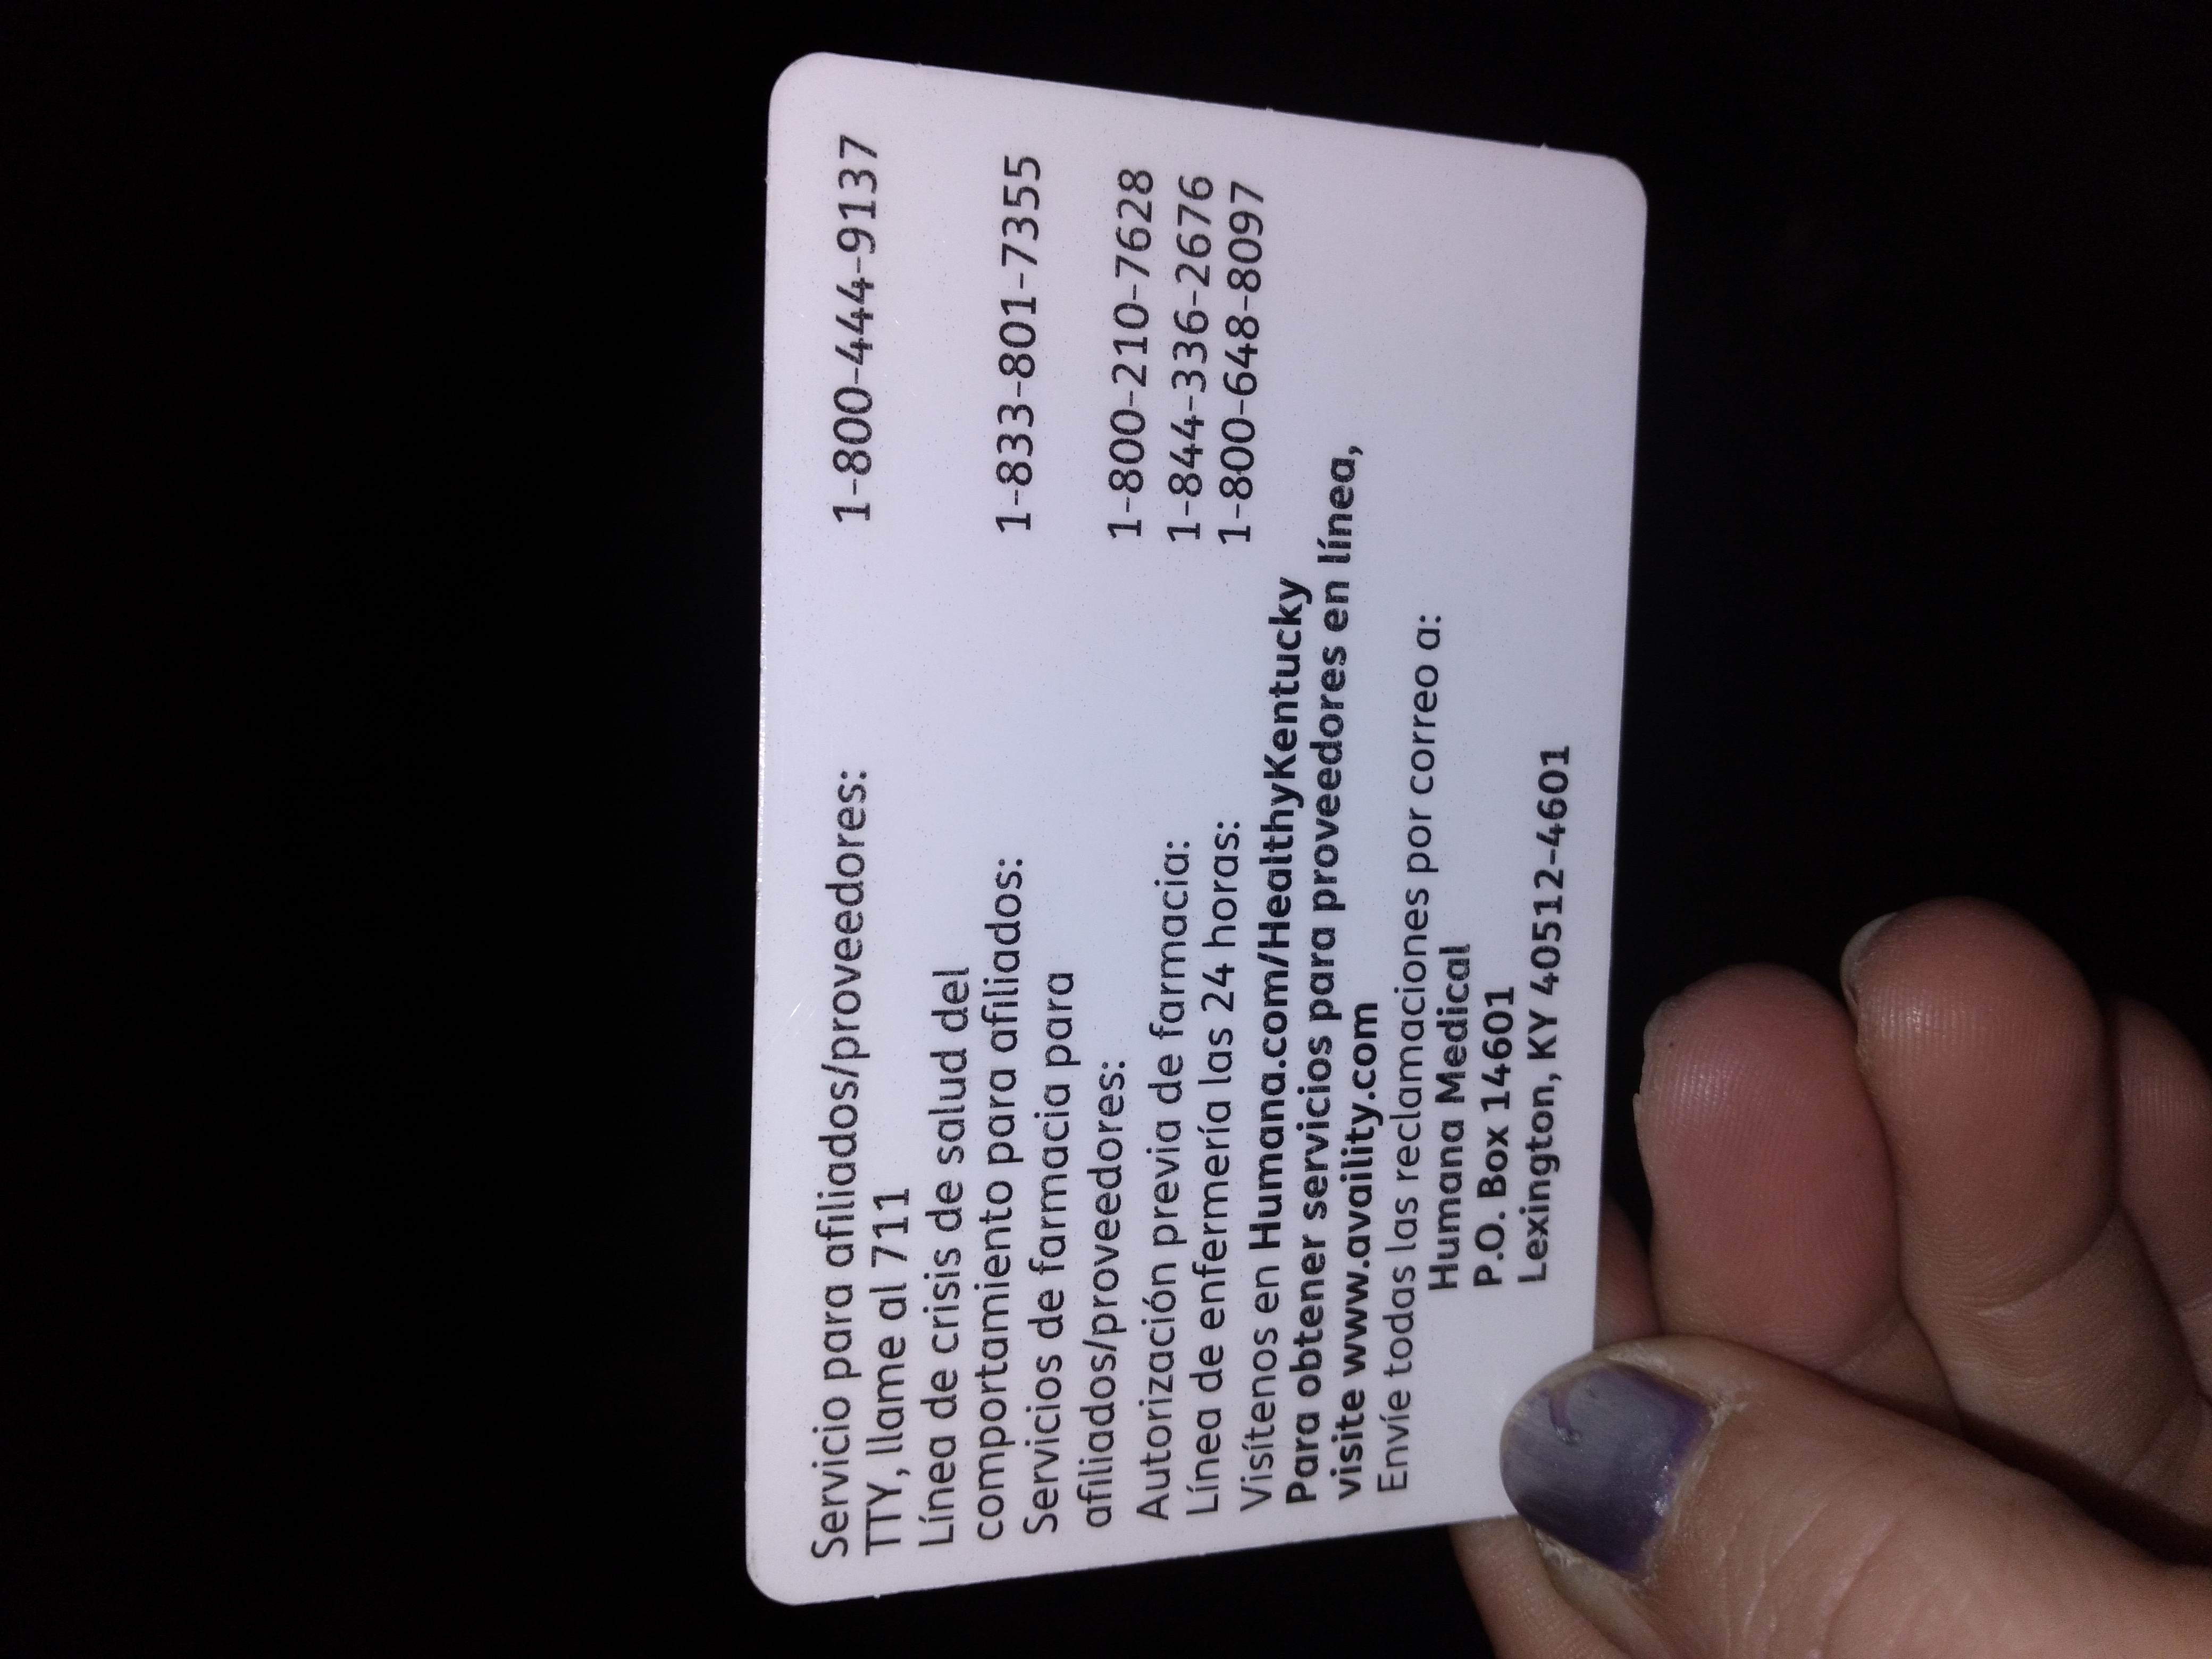 Servicio para afiliados/proveedores: 1-800-444-9137
TTY, llame al 711
Línea de crisis de salud del
comportamiento para afiliados: 1-833-801-7355
Servicios de farmacia para
afiliados/proveedores: 1-800-210-7628
Autorización previa de farmacia: 1-844-336-2676
Línea de enfermería las 24 horas: 1-800-648-8097
Visítenos en Humana.com/HealthyKentucky
Para obtener servicios para proveedores en línea,
visite www.availity.com
Envíe todas las reclamaciones por correo a:
Humana Medical
P.O. Box 14601
Lexington, KY 40512-4601